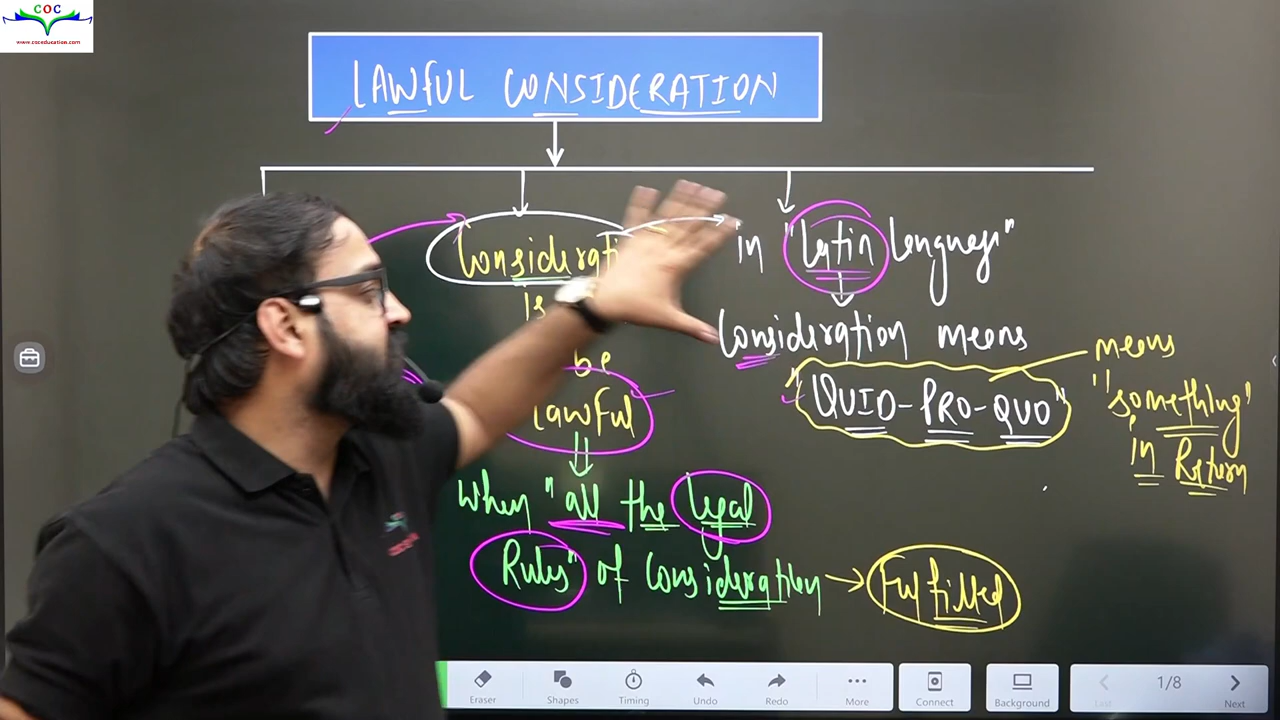 COC
www.coceducation.com
LAWFUL CONSIDERATION
in "Latin Language"
is
Consideration means
be
"QUID-PRO-QUO"
means
"something"
in Return
lawful
When "all the legal
Rules" of Consideration → Fulfilled
Eraser
Shapes
Timing
Undo
Redo
More
Connect
Background
Last
1/8
Next